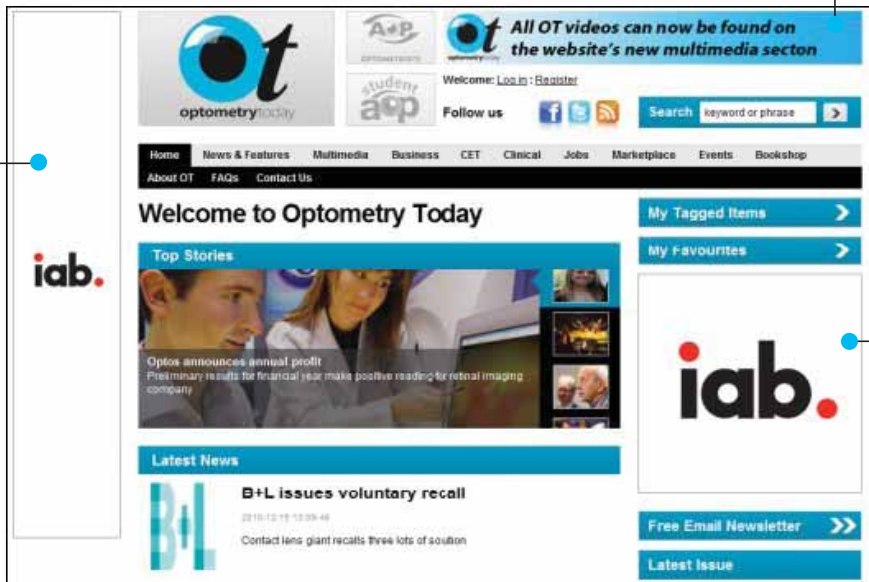 Ot
optometrytoday
A+P
OPTOMETRISTS
student
aop
Ot
optometrytoday
All OT videos can now be found on
the website's new multimedia secton
Welcome: Log in : Register
Follow us
Search
keyword or phrase
Home
News & Features
Multimedia
Business
CET
Clinical
Jobs
Marketplace
Events
Bookshop
About OT
FAQs
Contact Us
Welcome to Optometry Today
My Tagged Items
My Favourites
iab.
Top Stories
Optos announces annual profit
Preliminary results for financial year make positive reading for retinal imaging
company
iab.
Latest News
B+L
B+L issues voluntary recall
Contact lens giant recalls three lots of soution
Free Email Newsletter
Latest Issue